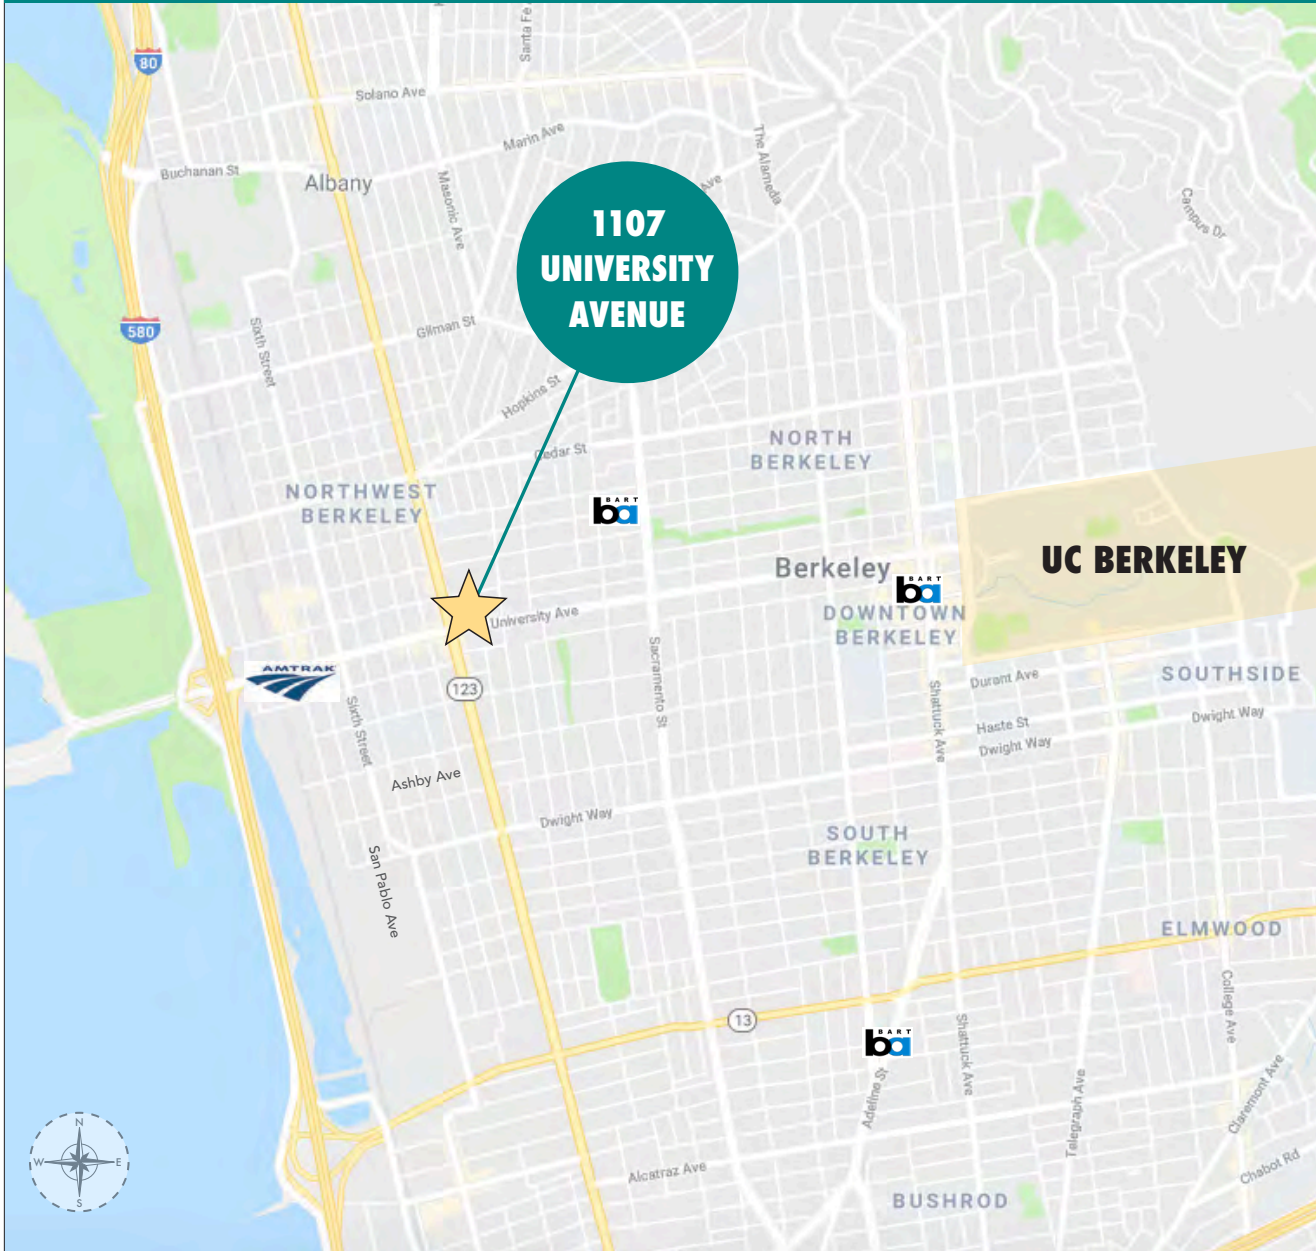 80
Santa Fe
Solano Ave
Marin Ave
The Alameda
Buchanan St
Albany
Masonic Ave
Ave
Campus Dr
1107
UNIVERSITY
AVENUE
580
Sixth Street
Gilman St
Hopkins St
Cedar St
NORTH
BERKELEY
NORTHWEST
BERKELEY
BART
ba
UC BERKELEY
Berkeley
BART
ba
University Ave
DOWNTOWN
BERKELEY
AMTRAK
123
Sacramento St
Durant Ave
SOUTHSIDE
Sixth Street
Shattuck Ave
Haste St
Dwight Way
Dwight Way
Ashby Ave
Dwight Way
SOUTH
BERKELEY
San Pablo Ave
ELMWOOD
College Ave
13
BART
ba
Shattuck Ave
Adeline St
Telegraph Ave
Claremont Ave
N
W
E
S
Alcatraz Ave
Chabot Rd
BUSHROD